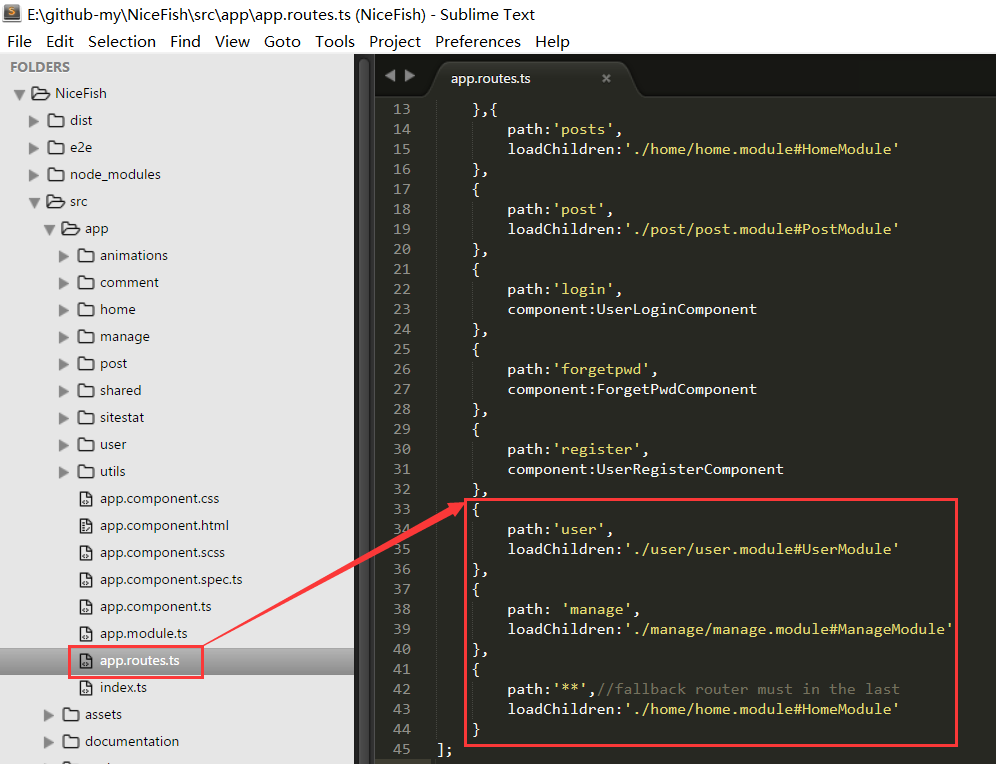 E:\github-my\NiceFish\src\app\app.routes.ts (NiceFish) - Sublime Text
File Edit Selection Find View Goto Tools Project Preferences Help
FOLDERS
NiceFish
dist
e2e
node_modules
src
app
animations
comment
home
manage
post
shared
sitestat
user
utils
app.component.css
app.component.html
app.component.scss
app.component.spec.ts
app.component.ts
app.module.ts
app.routes.ts
index.ts
assets
documentation
app.routes.ts ×
13 },{
14 path:'posts',
15 loadChildren:'./home/home.module#HomeModule'
16 },
17 {
18 path:'post',
19 loadChildren:'./post/post.module#PostModule'
20 },
21 {
22 path:'login',
23 component:UserLoginComponent
24 },
25 {
26 path:'forgetpwd',
27 component:ForgetPwdComponent
28 },
29 {
30 path:'register',
31 component:UserRegisterComponent
32 },
33 {
34 path:'user',
35 loadChildren:'./user/user.module#UserModule'
36 },
37 {
38 path: 'manage',
39 loadChildren:'./manage/manage.module#ManageModule'
40 },
41 {
42 path:'**',//fallback router must in the last
43 loadChildren:'./home/home.module#HomeModule'
44 }
45 ];